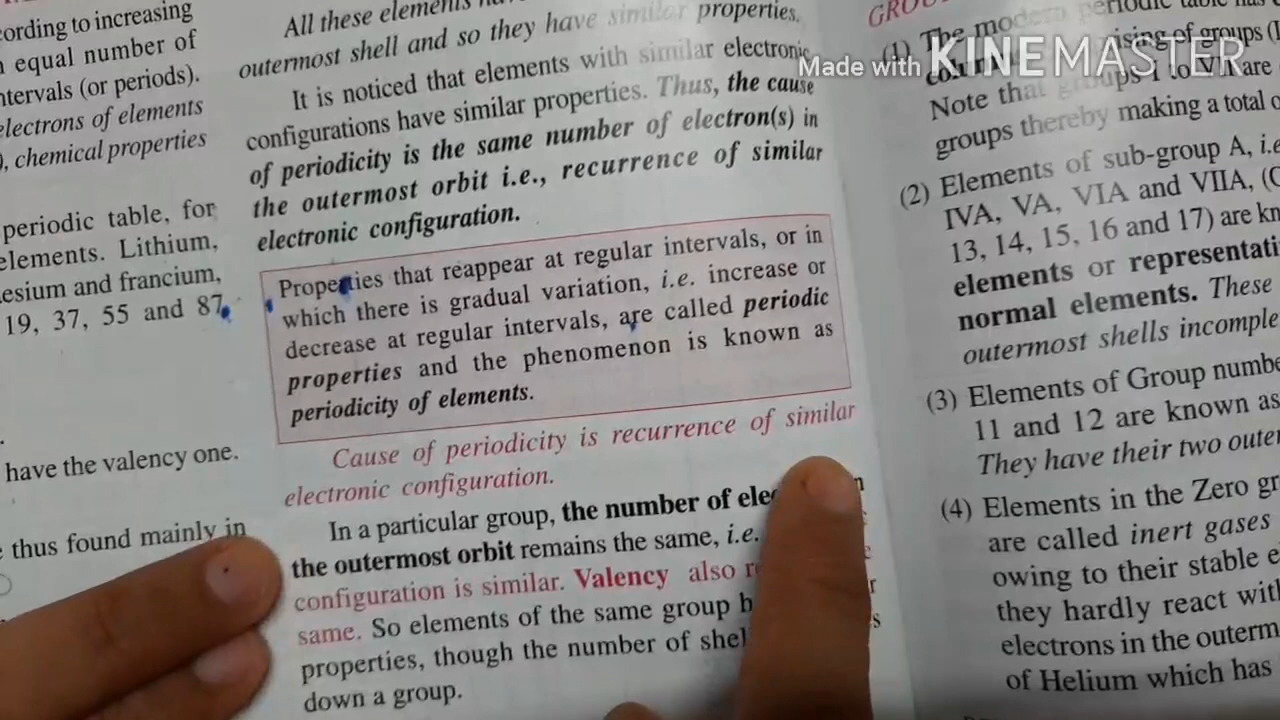 cording to increasing
equal number of
ntervals (or periods).
electrons of elements
), chemical properties
periodic table, for
elements. Lithium,
esium and francium,
19, 37, 55 and 87.
have the valency one.
thus found mainly in
All these elements
outermost shell and so they have similar properties.
It is noticed that elements with similar electronic
configurations have similar properties. Thus, the cause
of periodicity is the same number of electron(s) in
the outermost orbit i.e., recurrence of similar
electronic configuration.
Properties that reappear at regular intervals, or in
which there is gradual variation, i.e. increase or
decrease at regular intervals, are called periodic
properties and the phenomenon is known as
periodicity of elements.
Cause of periodicity is recurrence of similar
electronic configuration.
In a particular group, the number of ele
the outermost orbit remains the same, i.e.
configuration is similar. Valency also
same. So elements of the same group
properties, though the number of shel
down a group.
GROU
(1) The modern periodic table has
ising of groups
Note that groups I to VII are
groups thereby making a total o
(2) Elements of sub-group A, i.e
IVA, VA, VIA and VIIA, (
13, 14, 15, 16 and 17) are kn
elements or representati
normal elements. These
outermost shells incomple
(3) Elements of Group numbe
11 and 12 are known as
They have their two oute
(4) Elements in the Zero gr
are called inert gases
owing to their stable e
they hardly react with
electrons in the outerm
of Helium which has
Made with KINEMASTER